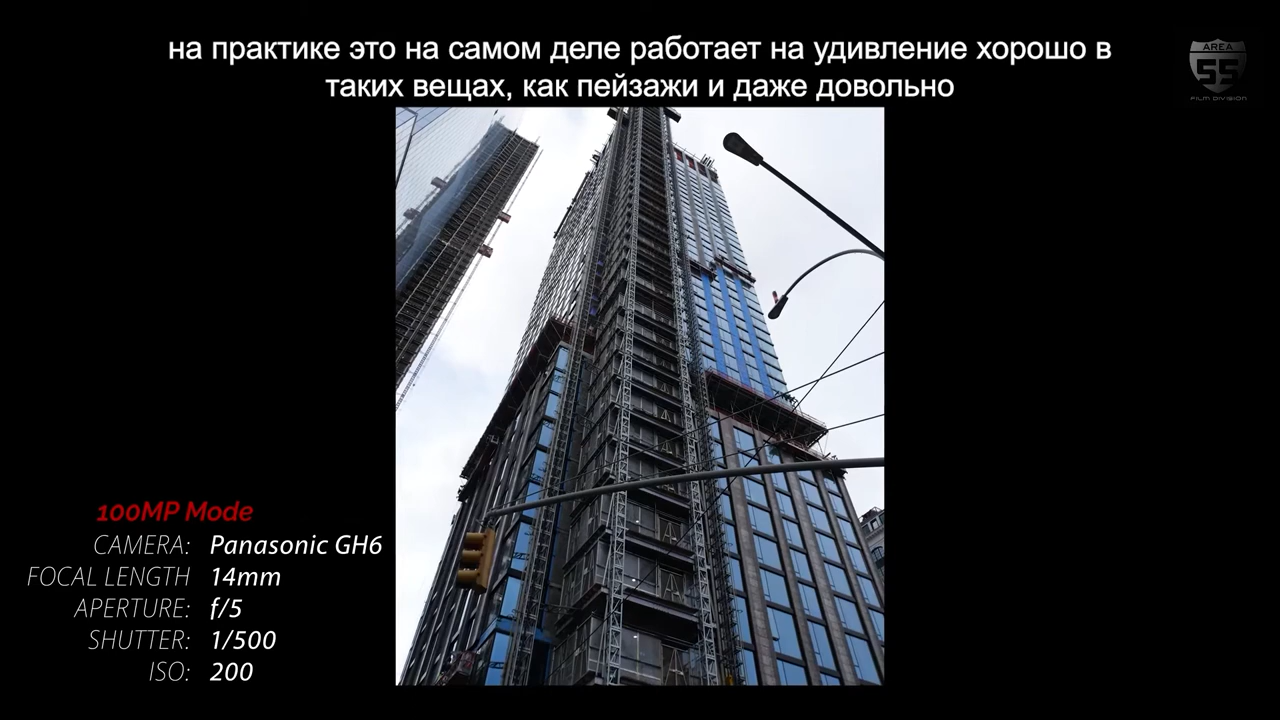 на практике это на самом деле работает на удивление хорошо в
таких вещах, как пейзажи и даже довольно
AREA
55
FILM DIVISION
100MP Mode
CAMERA: Panasonic GH6
FOCAL LENGTH 14mm
APERTURE: f/5
SHUTTER: 1/500
ISO: 200